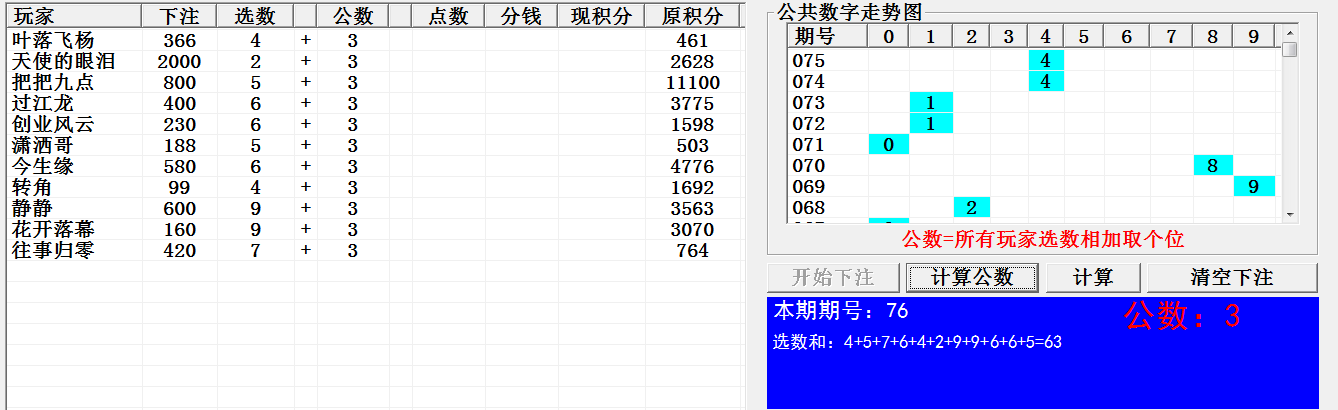 玩家 下注 选数 公数 点数 分钱 现积分 原积分
叶落飞杨 366 4 + 3 461
天使的眼泪 2000 2 + 3 2628
把把九点 800 5 + 3 11100
过江龙 400 6 + 3 3775
创业风云 230 6 + 3 1598
潇洒哥 188 5 + 3 503
今生缘 580 6 + 3 4776
转角 99 4 + 3 1692
静静 600 9 + 3 3563
花开落幕 160 9 + 3 3070
往事归零 420 7 + 3 764
公共数字走势图
期号 0 1 2 3 4 5 6 7 8 9
075 4
074 4
073 1
072 1
071 0
070 8
069 9
068 2
公数=所有玩家选数相加取个位
开始下注 计算公数 计算 清空下注
本期期号：76 公数：3
选数和：4+5+7+6+4+2+9+9+6+6+5=63